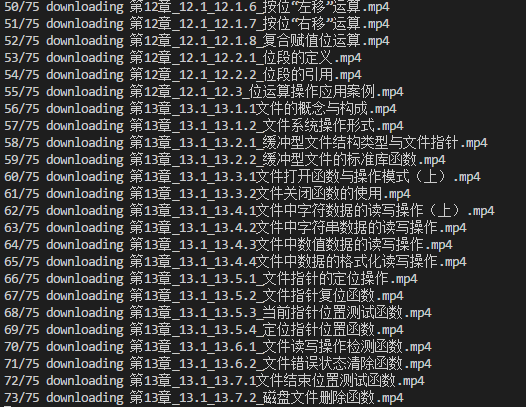 50/75 downloading 第12章_12.1_12.1.6_按位“左移”运算.mp4
51/75 downloading 第12章_12.1_12.1.7_按位“右移”运算.mp4
52/75 downloading 第12章_12.1_12.1.8_复合赋值位运算.mp4
53/75 downloading 第12章_12.1_12.2.1_位段的定义.mp4
54/75 downloading 第12章_12.1_12.2.2_位段的引用.mp4
55/75 downloading 第12章_12.1_12.3_位运算操作应用案例.mp4
56/75 downloading 第13章_13.1_13.1.1文件的概念与构成.mp4
57/75 downloading 第13章_13.1_13.1.2_文件系统操作形式.mp4
58/75 downloading 第13章_13.1_13.2.1_缓冲型文件结构类型与文件指针.mp4
59/75 downloading 第13章_13.1_13.2.2_缓冲型文件的标准库函数.mp4
60/75 downloading 第13章_13.1_13.3.1文件打开函数与操作模式（上）.mp4
61/75 downloading 第13章_13.1_13.3.2文件关闭函数的使用.mp4
62/75 downloading 第13章_13.1_13.4.1文件中字符数据的读写操作（上）.mp4
63/75 downloading 第13章_13.1_13.4.2文件中字符串数据的读写操作.mp4
64/75 downloading 第13章_13.1_13.4.3文件中数值数据的读写操作.mp4
65/75 downloading 第13章_13.1_13.4.4文件中数据的格式化读写操作.mp4
66/75 downloading 第13章_13.1_13.5.1_文件指针的定位操作.mp4
67/75 downloading 第13章_13.1_13.5.2_文件指针复位函数.mp4
68/75 downloading 第13章_13.1_13.5.3_当前指针位置测试函数.mp4
69/75 downloading 第13章_13.1_13.5.4_定位指针位置函数.mp4
70/75 downloading 第13章_13.1_13.6.1_文件读写操作检测函数.mp4
71/75 downloading 第13章_13.1_13.6.2_文件错误状态清除函数.mp4
72/75 downloading 第13章_13.1_13.7.1文件结束位置测试函数.mp4
73/75 downloading 第13章_13.1_13.7.2_磁盘文件删除函数.mp4